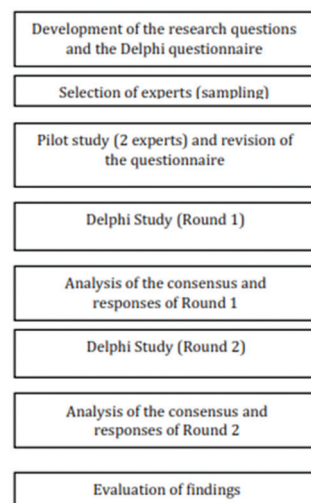 Development of the research questions
and the Delphi questionnaire
Selection of experts (sampling)
Pilot study (2 experts) and revision of
the questionnaire
Delphi Study (Round 1)
Analysis of the consensus and
responses of Round 1
Delphi Study (Round 2)
Analysis of the consensus and
responses of Round 2
Evaluation of findings